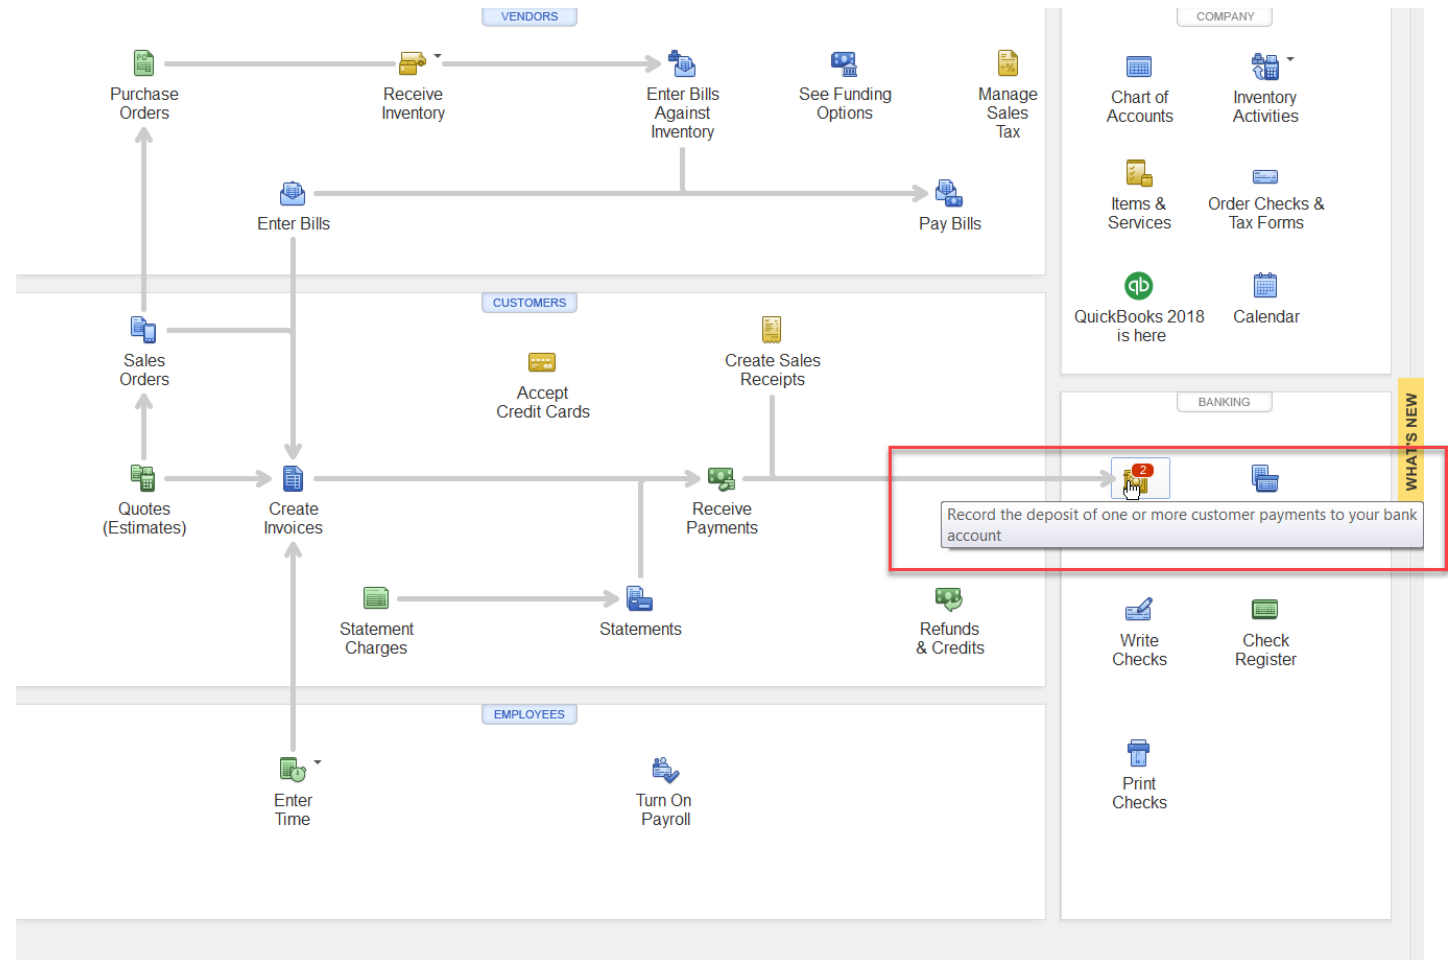 VENDORS
Purchase
Orders
Receive
Inventory
Enter Bills
Against
Inventory
See Funding
Options
Manage
Sales
Tax
Enter Bills
Pay Bills
COMPANY
Chart of
Accounts
Inventory
Activities
Items &
Services
Order Checks &
Tax Forms
qb
QuickBooks 2018
is here
Calendar
CUSTOMERS
Sales
Orders
Accept
Credit Cards
Create Sales
Receipts
Quotes
(Estimates)
Create
Invoices
Receive
Payments
Statement
Charges
Statements
Refunds
& Credits
BANKING
2
Record the deposit of one or more customer payments to your bank
account
Write
Checks
Check
Register
Print
Checks
WHAT'S NEW
EMPLOYEES
Enter
Time
Turn On
Payroll